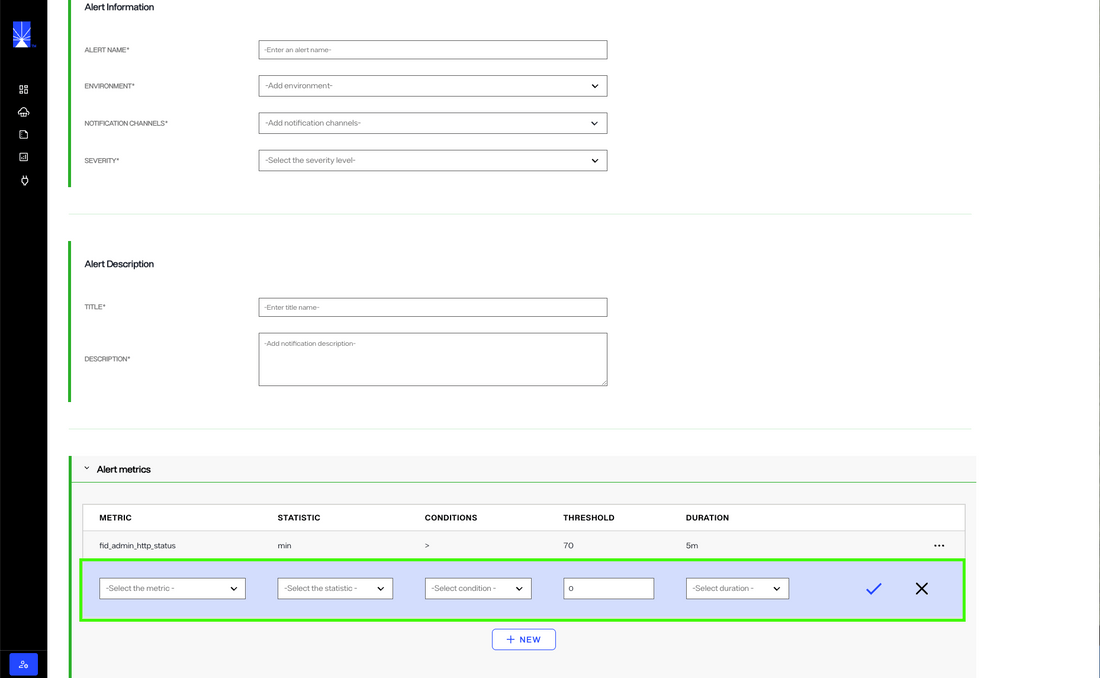 Alert Information
ALERT NAME*
-Enter an alert name-
ENVIRONMENT*
-Add environment-
NOTIFICATION CHANNELS*
-Add notification channels-
SEVERITY*
-Select the severity level-
Alert Description
TITLE*
-Enter title name-
DESCRIPTION*
-Add notification description-
Alert metrics
METRIC STATISTIC CONDITIONS THRESHOLD DURATION
fid_admin_http_status min > 70 5m ...
-Select the metric - -Select the statistic - -Select condition - 0 -Select duration -
+ NEW